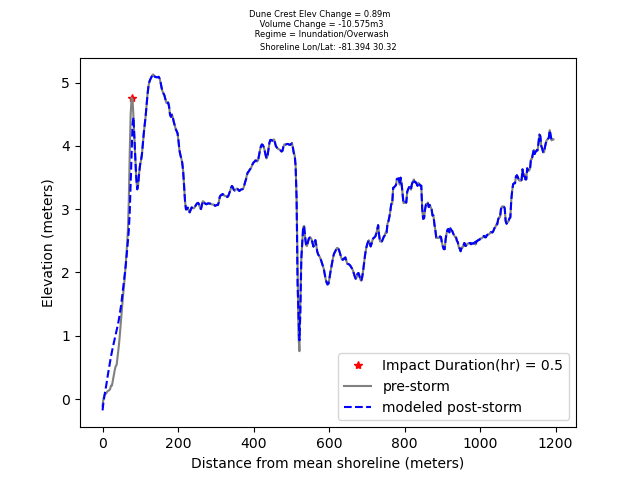 Dune Crest Elev Change = 0.89m
Volume Change = -10.575m3
Regime = Inundation/Overwash
Shoreline Lon/Lat: -81.394 30.32
5
4
3
2
1
0
Elevation (meters)
Impact Duration(hr) = 0.5
pre-storm
modeled post-storm
0 200 400 600 800 1000 1200
Distance from mean shoreline (meters)